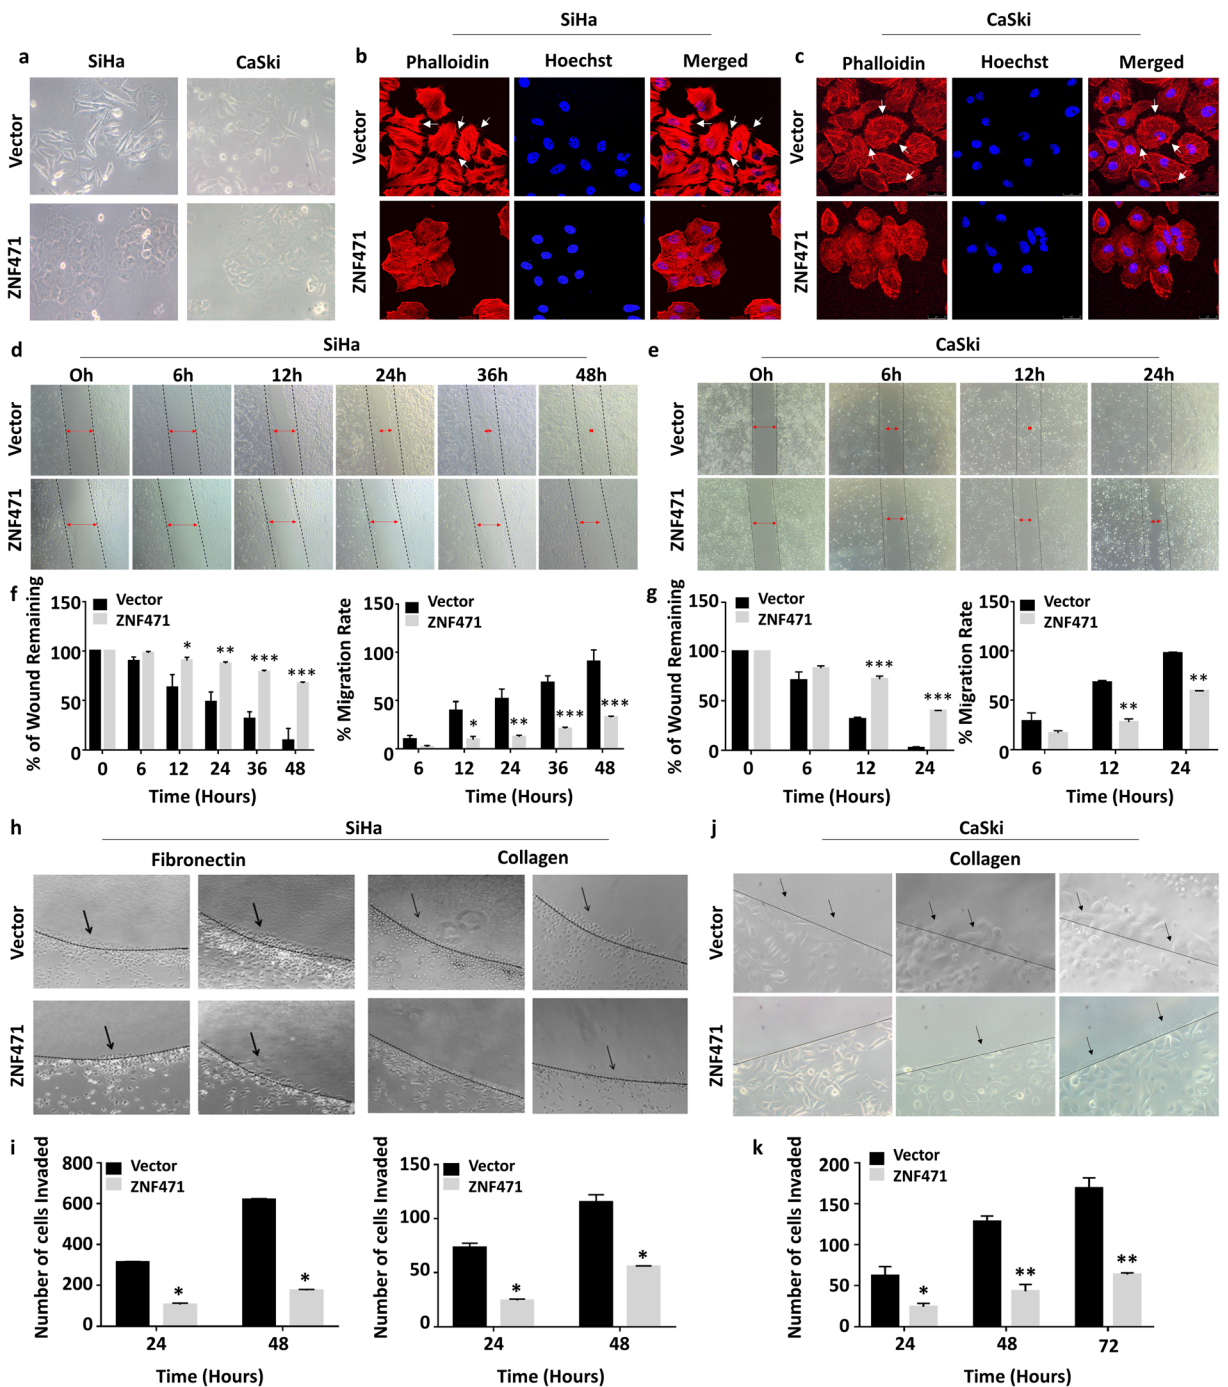 SiHa
CaSki
a
SiHa
CaSki
b
Phalloidin
Hoechst
Merged
c
Phalloidin
Hoechst
Merged
Vector
ZNF471
Vector
ZNF471
Vector
ZNF471
d
SiHa
Oh
6h
12h
24h
36h
48h
Vector
ZNF471
e
CaSki
Oh
6h
12h
24h
Vector
ZNF471
f
% of Wound Remaining
150
100
50
0
Vector
ZNF471
*
**
***
***
0
6
12
24
36
48
Time (Hours)
% Migration Rate
150
100
50
0
Vector
ZNF471
*
**
***
***
6
12
24
36
48
Time (Hours)
g
% of Wound Remaining
150
100
50
0
Vector
ZNF471
***
***
0
6
12
24
Time (Hours)
% Migration Rate
150
100
50
0
Vector
ZNF471
**
**
6
12
24
Time (Hours)
h
SiHa
Fibronectin
Collagen
Vector
ZNF471
j
CaSki
Collagen
Vector
ZNF471
i
Number of cells Invaded
800
600
400
200
0
Vector
ZNF471
*
*
24
48
Time (Hours)
Number of cells Invaded
150
100
50
0
Vector
ZNF471
*
*
24
48
Time (Hours)
k
Number of cells Invaded
200
150
100
50
0
Vector
ZNF471
*
**
**
24
48
72
Time (Hours)